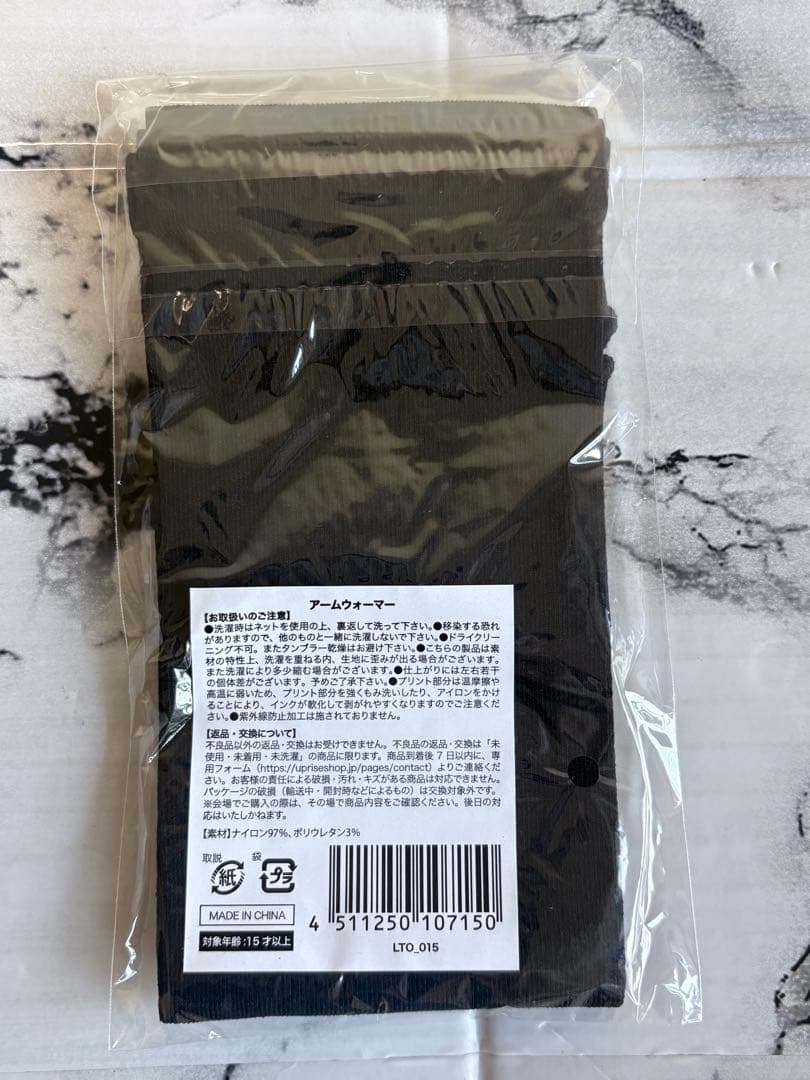 アームウォーマー
【お取扱いのご注意】
●洗濯時はネットを使用の上、裏返して洗って下さい。●移染する恐れ
がありますので、他のものと一緒に洗濯しないで下さい。●ドライクリー
ニング不可。またタンブラー乾燥はお避け下さい。●こちらの製品は素
材の特性上、洗濯を重ねる内、生地に歪みが出る場合がございます。
また洗濯により多少縮む場合がございます。●仕上がりには左右若干
の個体差がございます。予めご了承下さい。●プリント部分は温摩擦や
高温に弱いため、プリント部分を強くもみ洗いしたり、アイロンをかけ
ることにより、インクが軟化して剥がれやすくなりますのでご注意くださ
い。●紫外線防止加工は施されておりません。
【返品・交換について】
不良品以外の返品・交換はお受けできません。不良品の返品・交換は「未
使用・未着用・未洗濯」の商品に限ります。商品到着後 7 日以内に、専
用フォーム（https://upriseshop.jp/pages/contact）よりご連絡くださ
い。お客様の責任による破損・汚れ・キズがある商品は対応できません。
パッケージの破損（輸送中・開封時などによるもの）は交換対象外です。
※会場でご購入の際は、その場で商品内容をご確認ください。後日の対
応はいたしかねます。
【素材】ナイロン97%、ポリウレタン3%
取説 袋
紙 プラ
MADE IN CHINA
対象年齢:15才以上
4 511250 107150
LTO_015